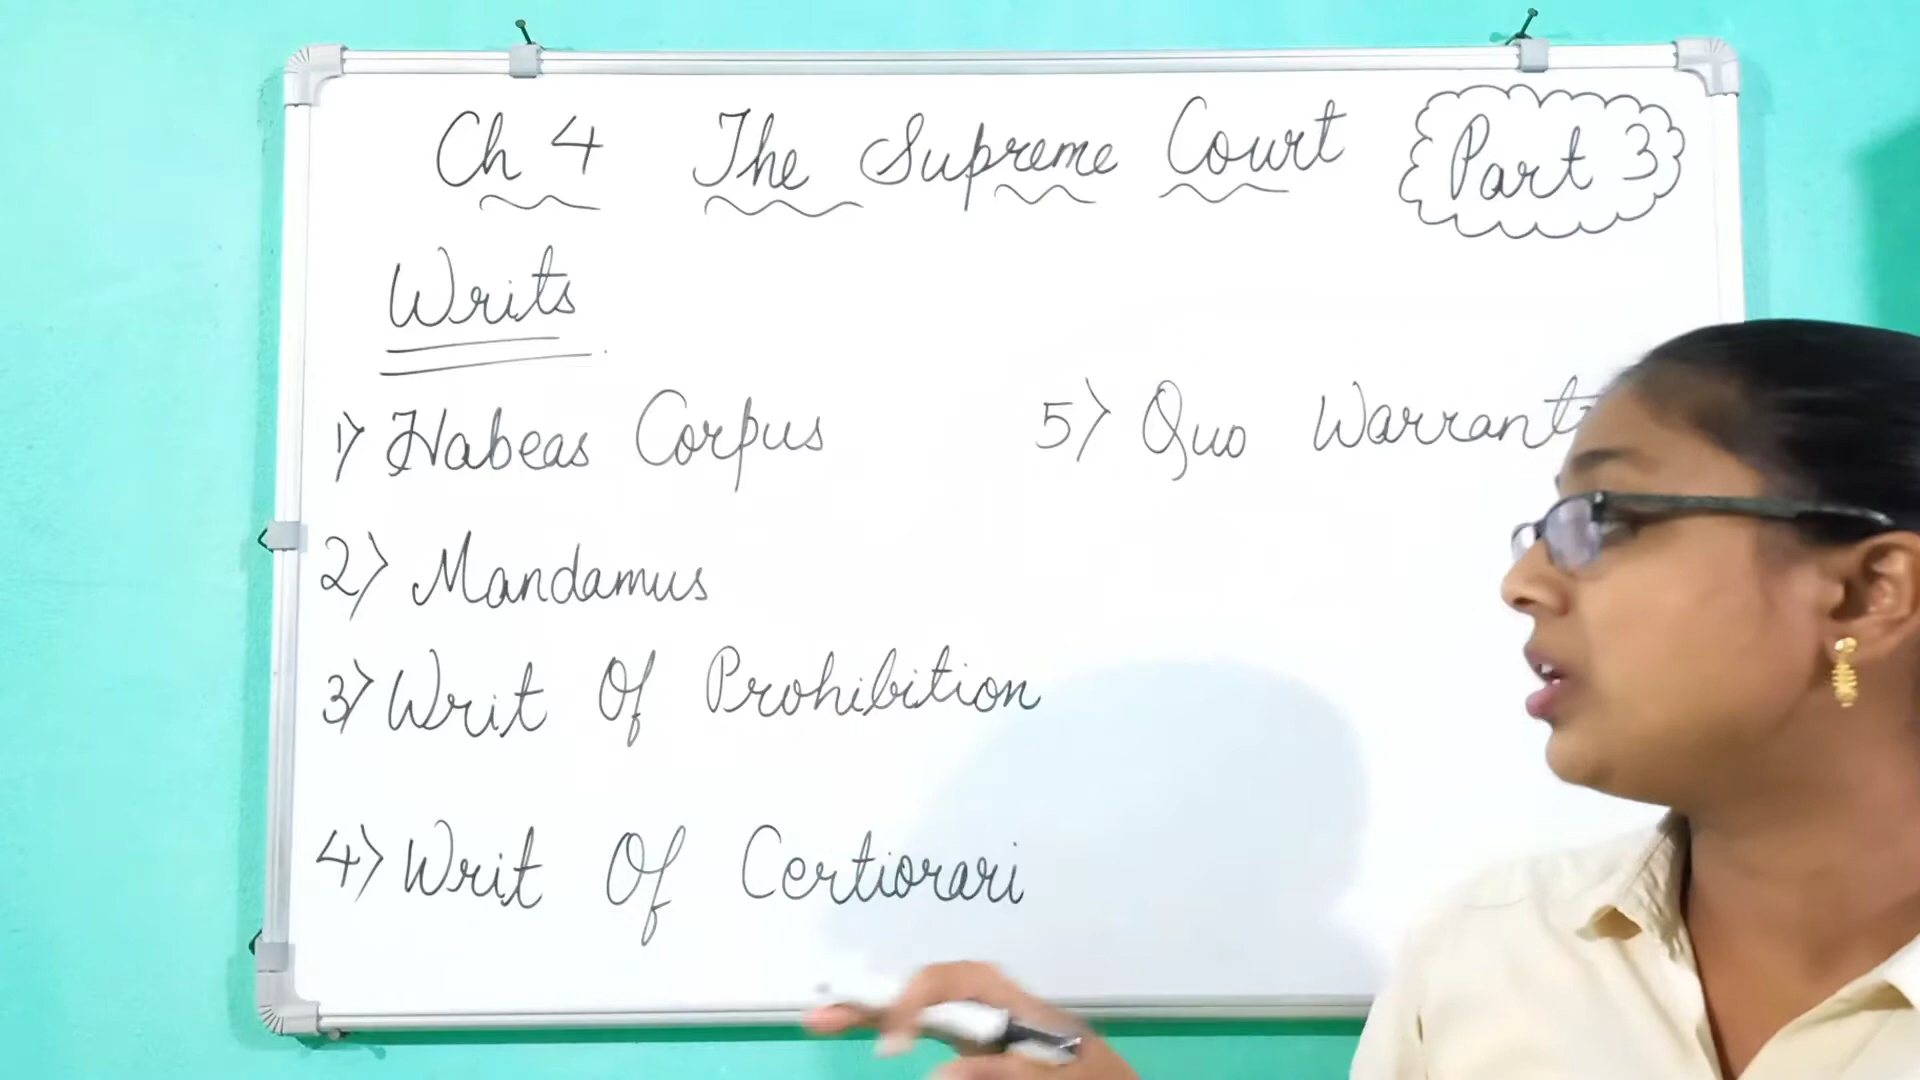 Ch 4 The Supreme Court Part 3
Writs
1) Habeas Corpus
2) Mandamus
3) Writ Of Prohibition
4) Writ Of Certiorari
5) Quo